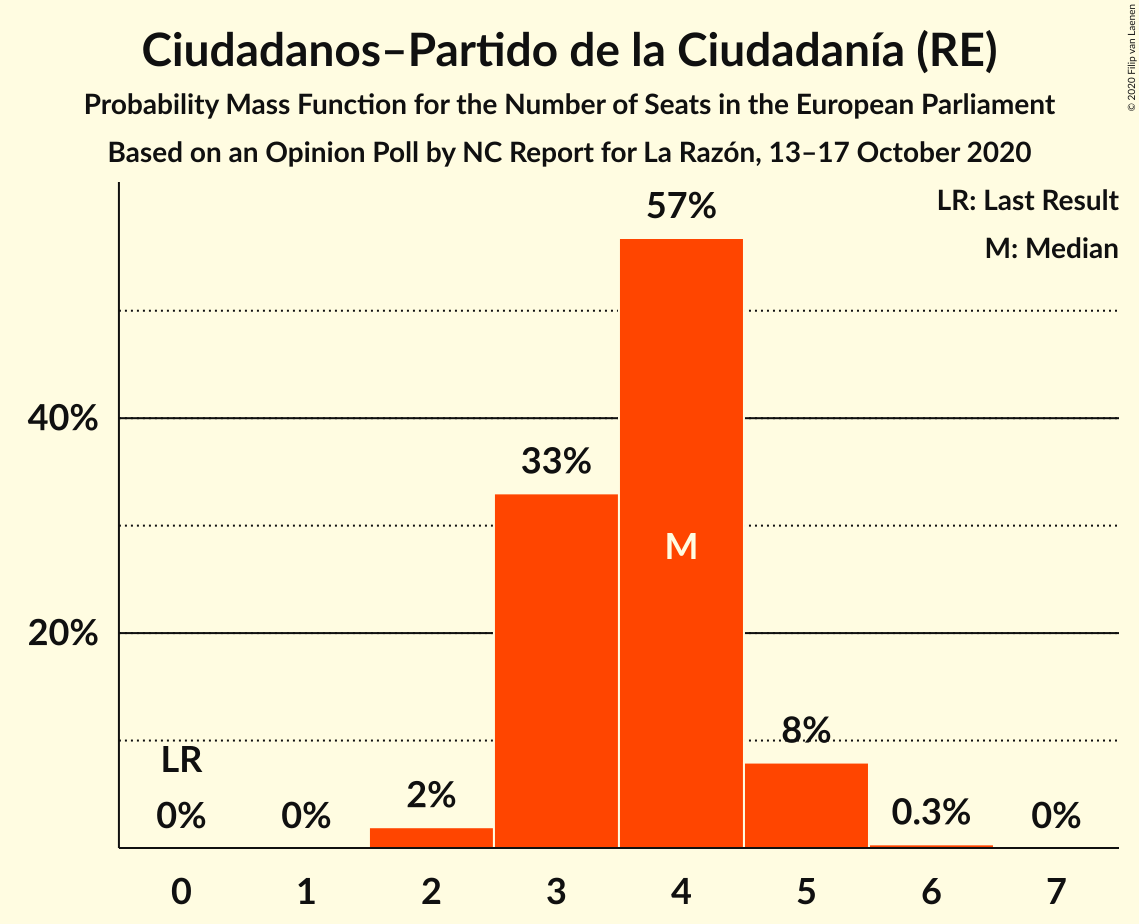 Ciudadanos–Partido de la Ciudadanía (RE)
Probability Mass Function for the Number of Seats in the European Parliament
Based on an Opinion Poll by NC Report for La Razón, 13–17 October 2020
© 2020 Filip van Laenen
LR: Last Result
M: Median
57%
40%
33%
M
20%
8%
LR
2%
0%
0%
0.3%
0%
0 1 2 3 4 5 6 7